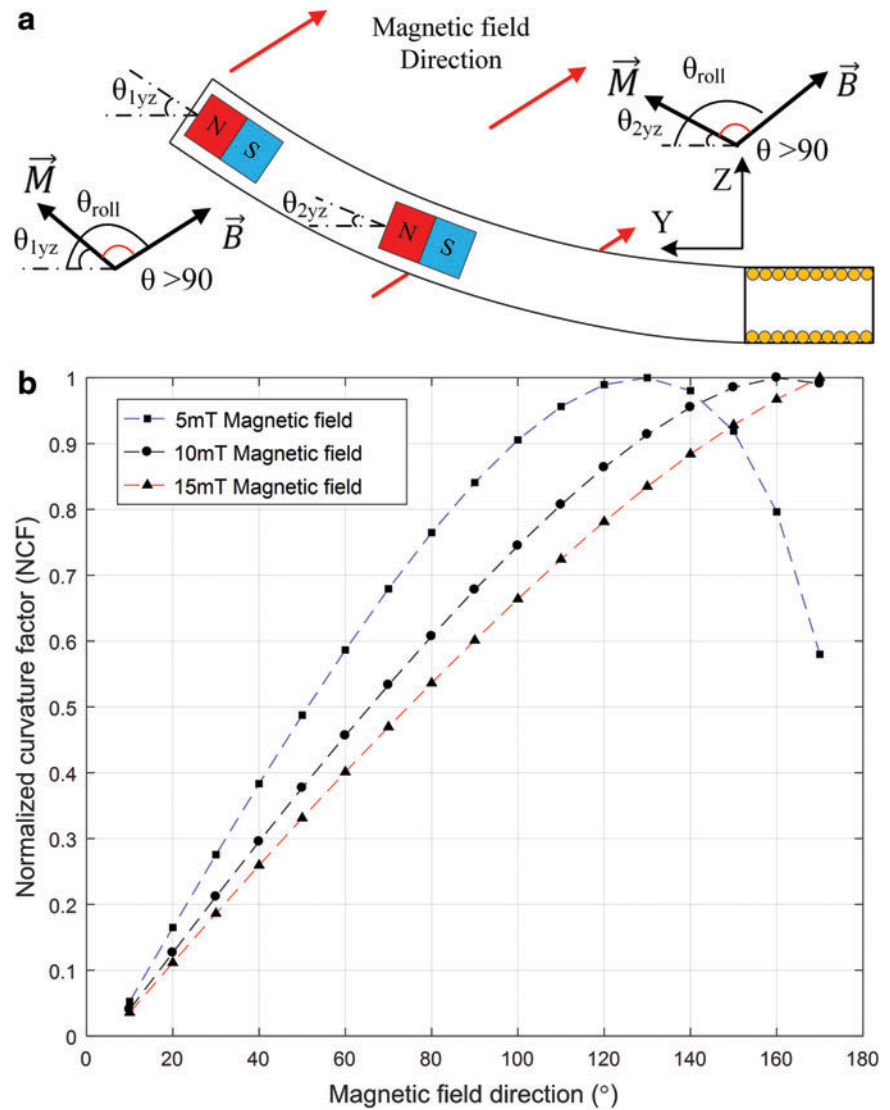 a
Magnetic field
Direction
θ1yz
N
S
M
θroll
B
θ2yz
θ >90
Z
Y
θ2yz
N
S
M
θroll
B
θ1yz
θ >90
b
5mT Magnetic field
10mT Magnetic field
15mT Magnetic field
Normalized curvature factor (NCF)
1
0.9
0.8
0.7
0.6
0.5
0.4
0.3
0.2
0.1
0
0 20 40 60 80 100 120 140 160 180
Magnetic field direction (°)